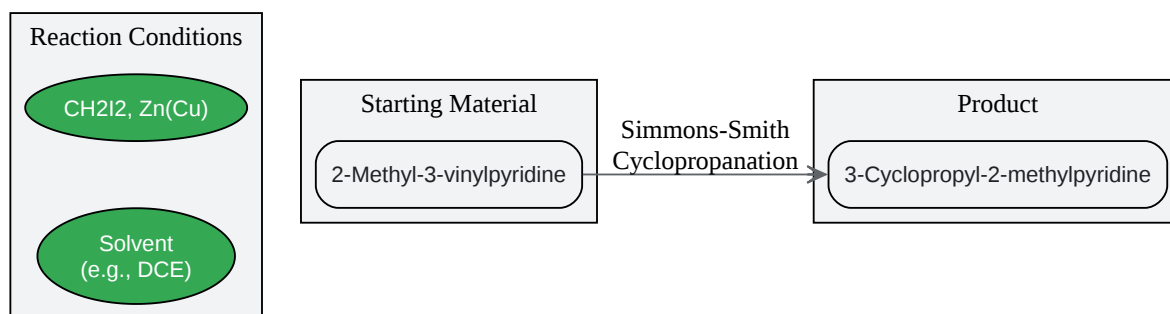 Reaction Conditions
CH2I2, Zn(Cu)
Solvent
(e.g., DCE)
Starting Material
2-Methyl-3-vinylpyridine
Simmons-Smith
Cyclopropanation
Product
3-Cyclopropyl-2-methylpyridine